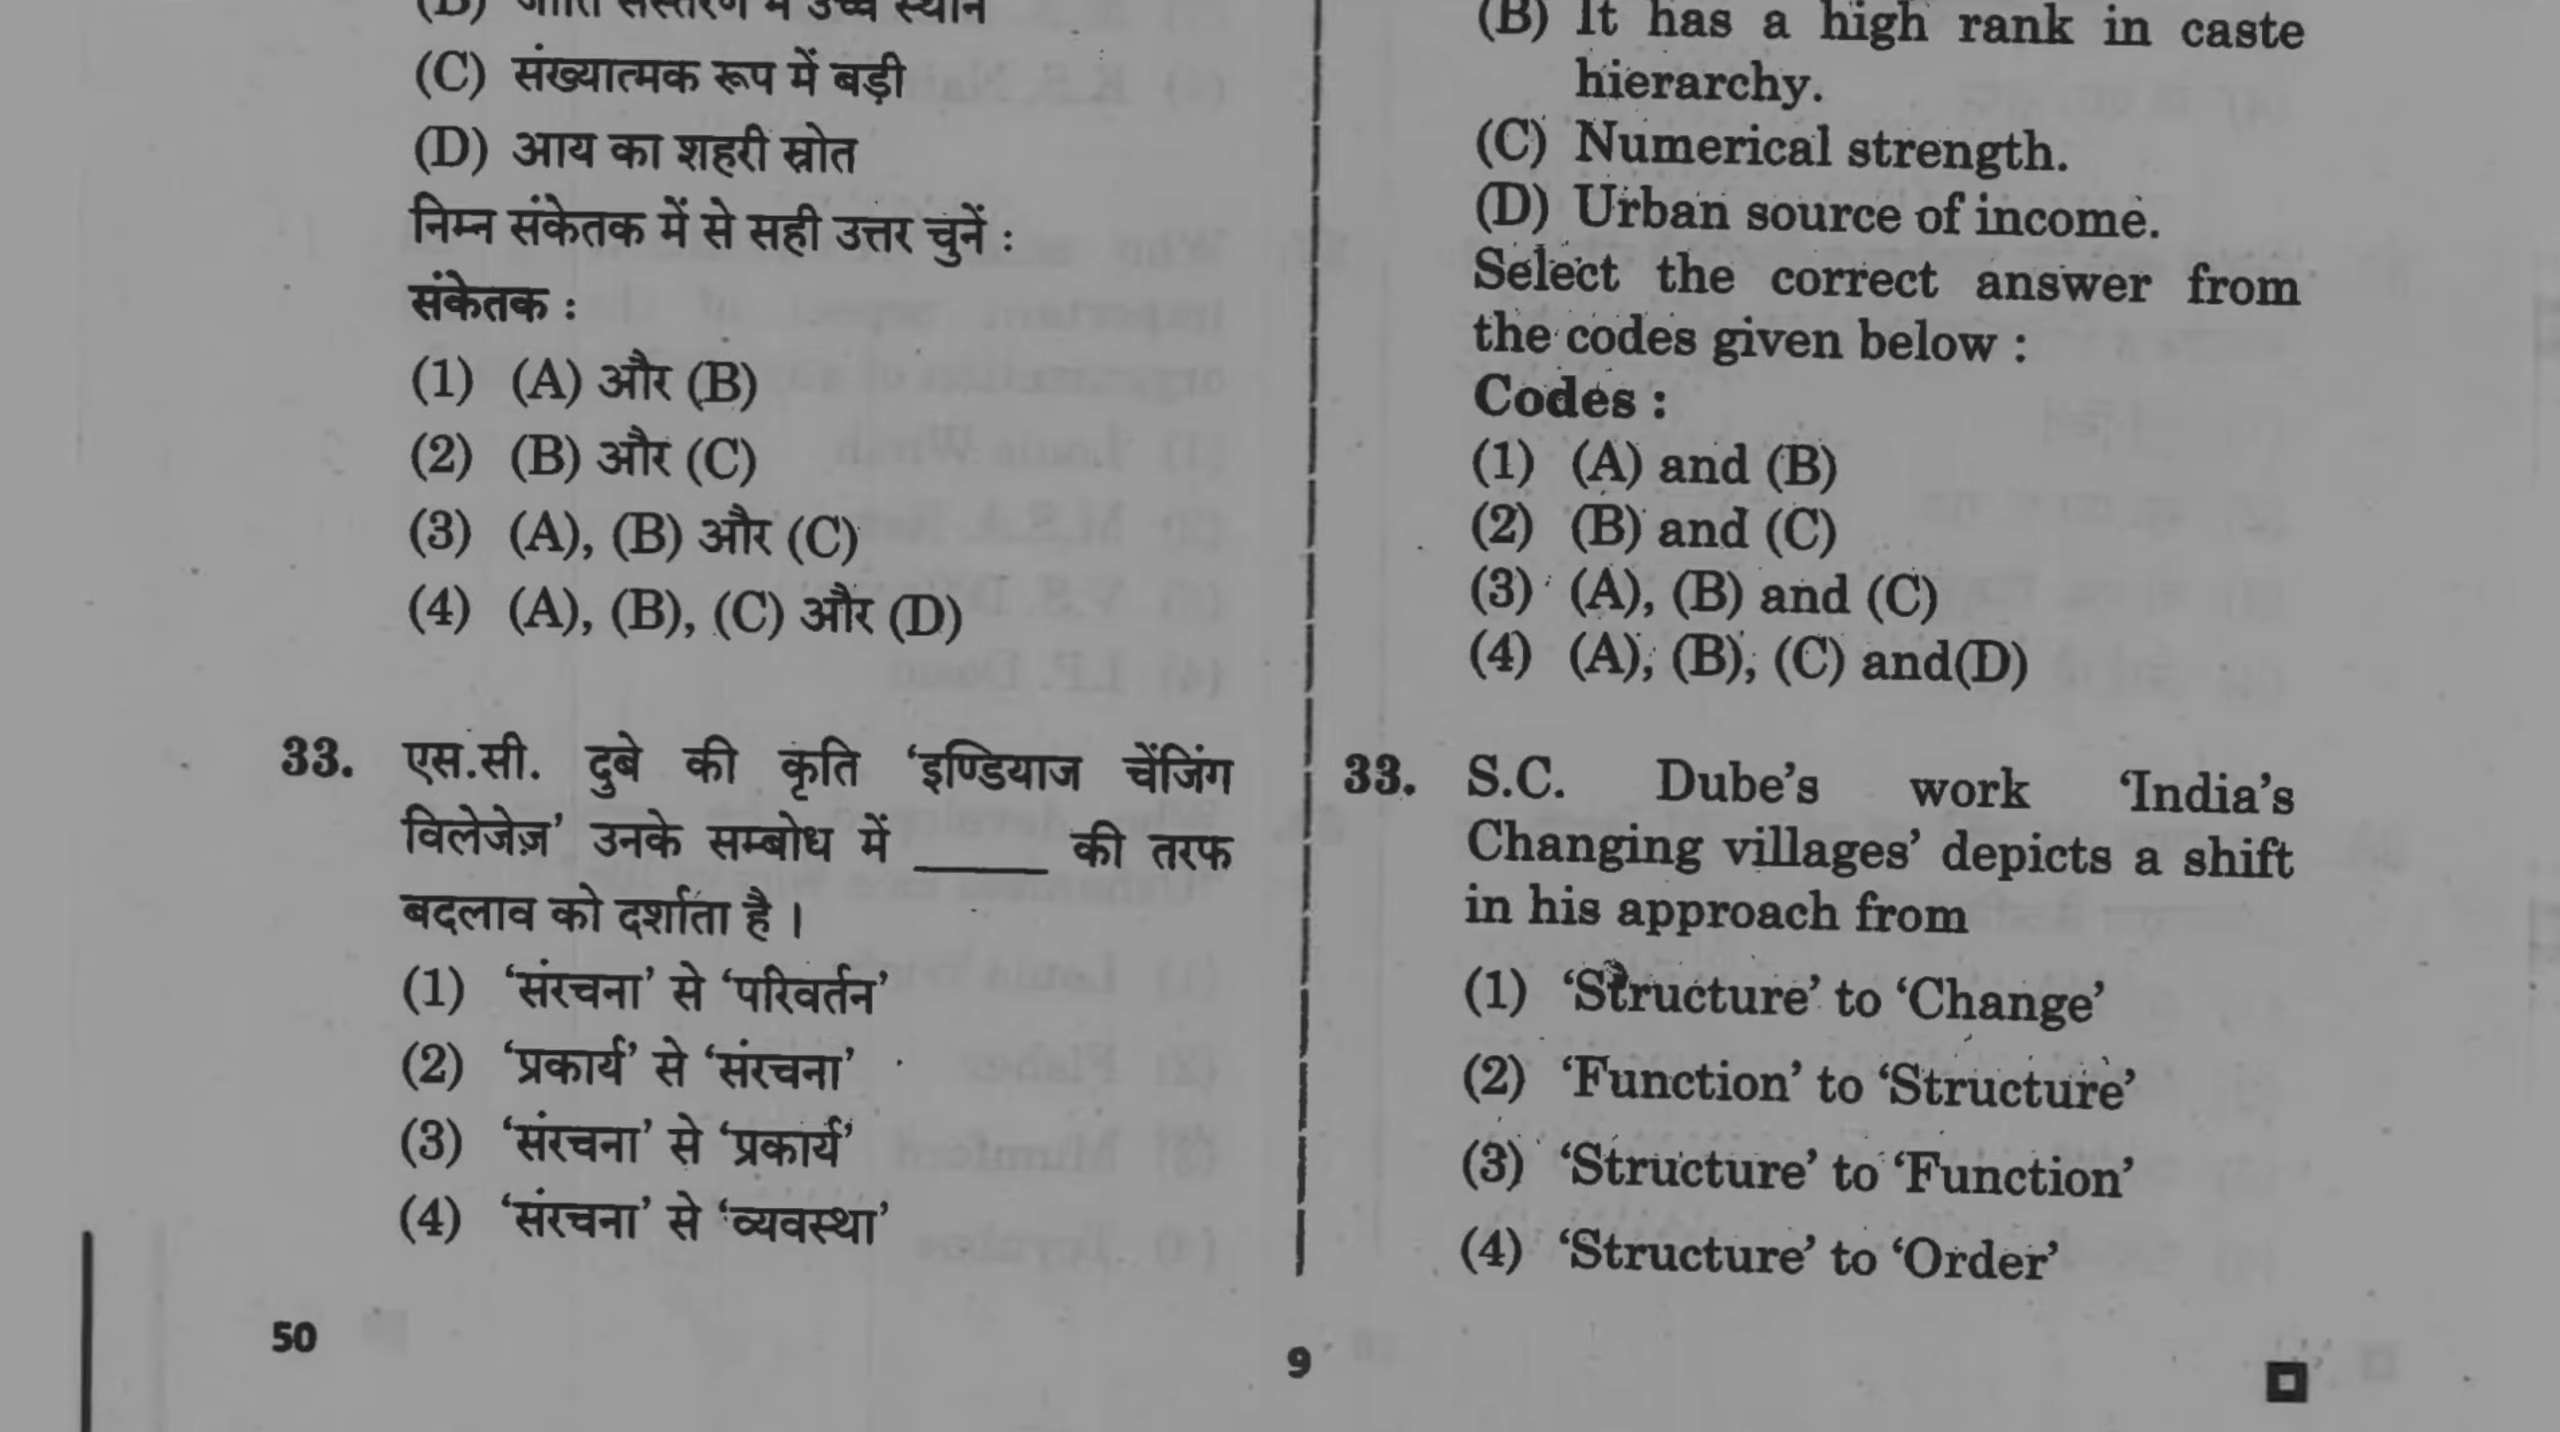 (B) जाति संस्तरण में उच्च स्थान
(C) संख्यात्मक रूप में बड़ी
(D) आय का शहरी स्रोत
निम्न संकेतक में से सही उत्तर चुनें :
संकेतक :
(1) (A) और (B)
(2) (B) और (C)
(3) (A), (B) और (C)
(4) (A), (B), (C) और (D)
33. एस.सी. दुबे की कृति ‘इण्डियाज चेंजिंग
विलेजेज़’ उनके सम्बोध में _____ की तरफ
बदलाव को दर्शाता है।
(1) ‘संरचना’ से ‘परिवर्तन’
(2) ‘प्रकार्य’ से ‘संरचना’
(3) ‘संरचना’ से ‘प्रकार्य’
(4) ‘संरचना’ से ‘व्यवस्था’
(B) It has a high rank in caste
hierarchy.
(C) Numerical strength.
(D) Urban source of income.
Select the correct answer from
the codes given below :
Codes :
(1) (A) and (B)
(2) (B) and (C)
(3) (A), (B) and (C)
(4) (A), (B), (C) and(D)
33. S.C. Dube’s work ‘India’s
Changing villages’ depicts a shift
in his approach from
(1) ‘Structure’ to ‘Change’
(2) ‘Function’ to ‘Structure’
(3) ‘Structure’ to ‘Function’
(4) ‘Structure’ to ‘Order’
50
9